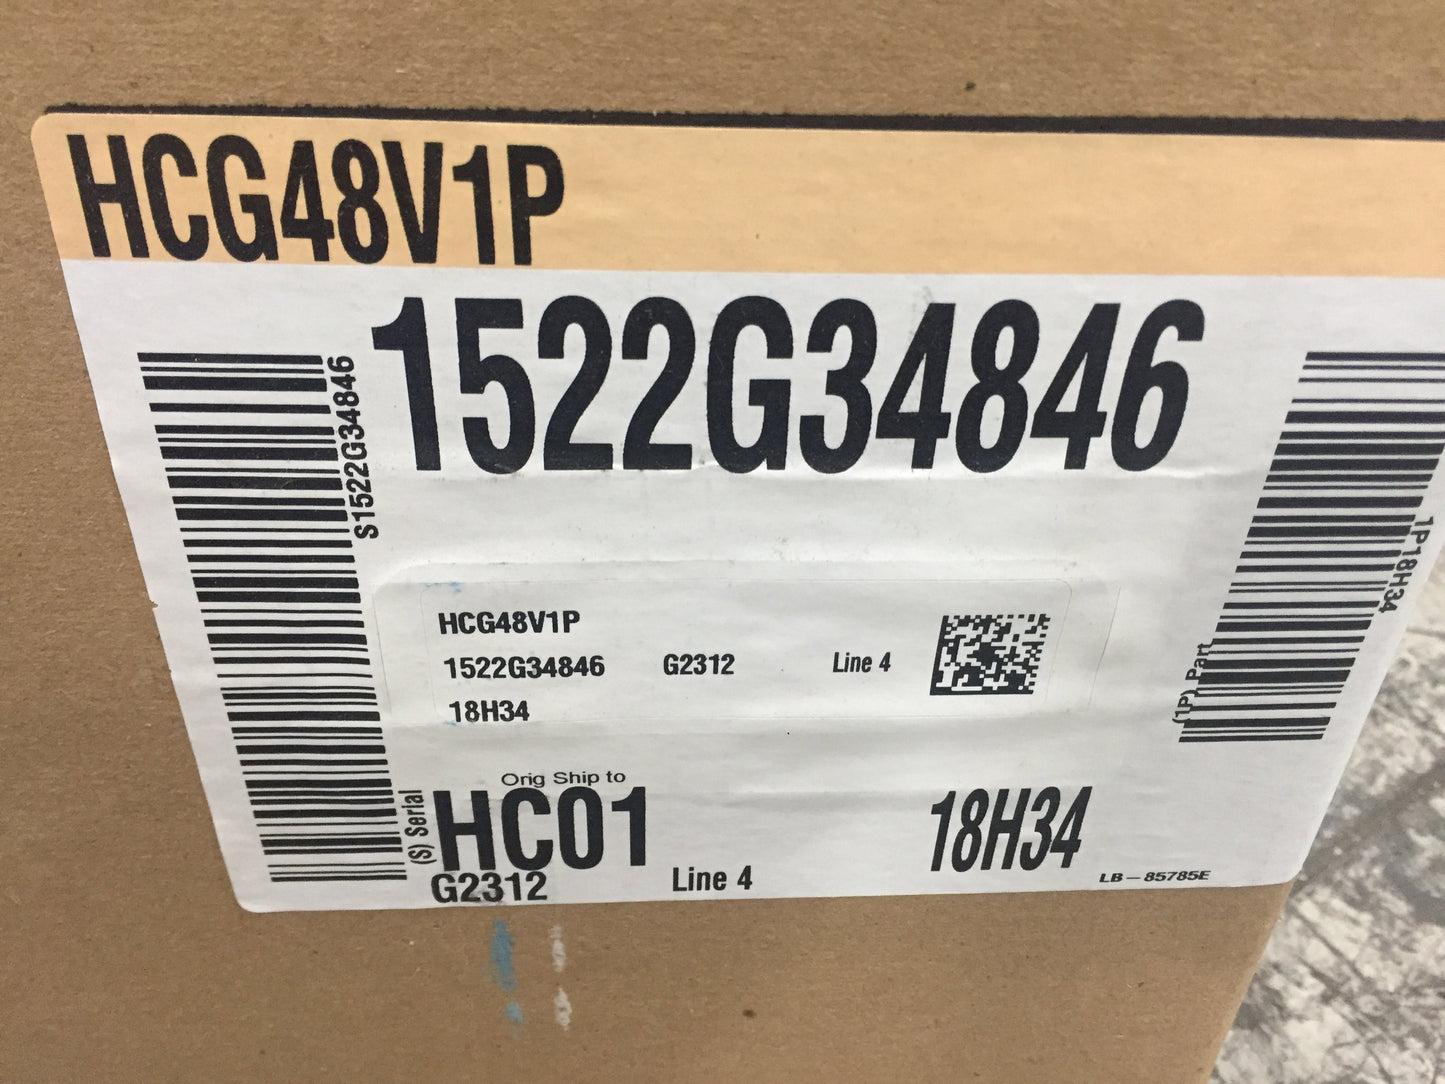 HCG48V1P
1522G34846
S1522G34846
(S) Serial
1P18H34
(1P) Part
HCG48V1P
1522G34846 G2312 Line 4
18H34
Orig Ship to
HC01
G2312
Line 4
18H34
LB-85785E